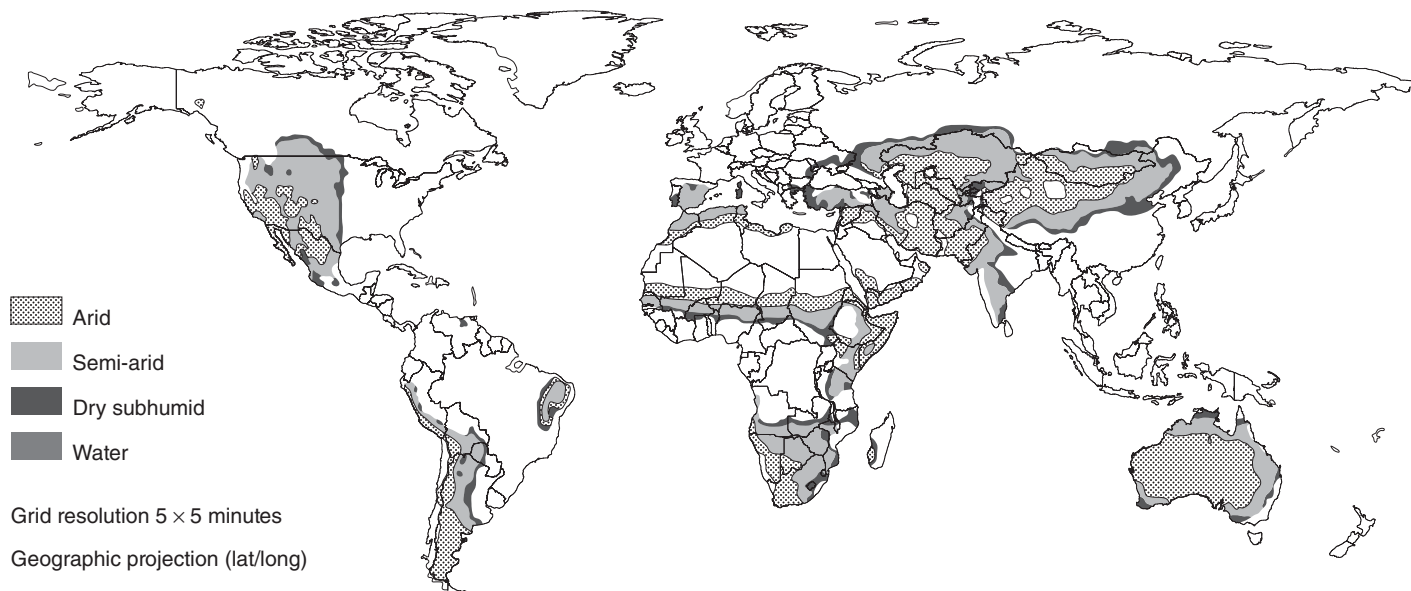 Arid
Semi-arid
Dry subhumid
Water
Grid resolution 5 × 5 minutes
Geographic projection (lat/long)